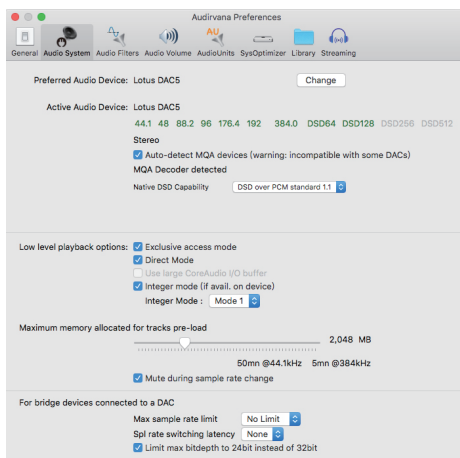 Audirvana Preferences
AU
General Audio System Audio Filters Audio Volume AudioUnits SysOptimizer Library Streaming
Preferred Audio Device: Lotus DAC5 Change
Active Audio Device: Lotus DAC5
44.1 48 88.2 96 176.4 192 384.0 DSD64 DSD128 DSD256 DSD512
Stereo
Auto-detect MQA devices (warning: incompatible with some DACs)
MQA Decoder detected
Native DSD Capability DSD over PCM standard 1.1
Low level playback options: Exclusive access mode
Direct Mode
Use large CoreAudio I/O buffer
Integer mode (if avail. on device)
Integer Mode : Mode 1
Maximum memory allocated for tracks pre-load
2,048 MB
50mn @44.1kHz 5mn @384kHz
Mute during sample rate change
For bridge devices connected to a DAC
Max sample rate limit No Limit
Spl rate switching latency None
Limit max bitdepth to 24bit instead of 32bit